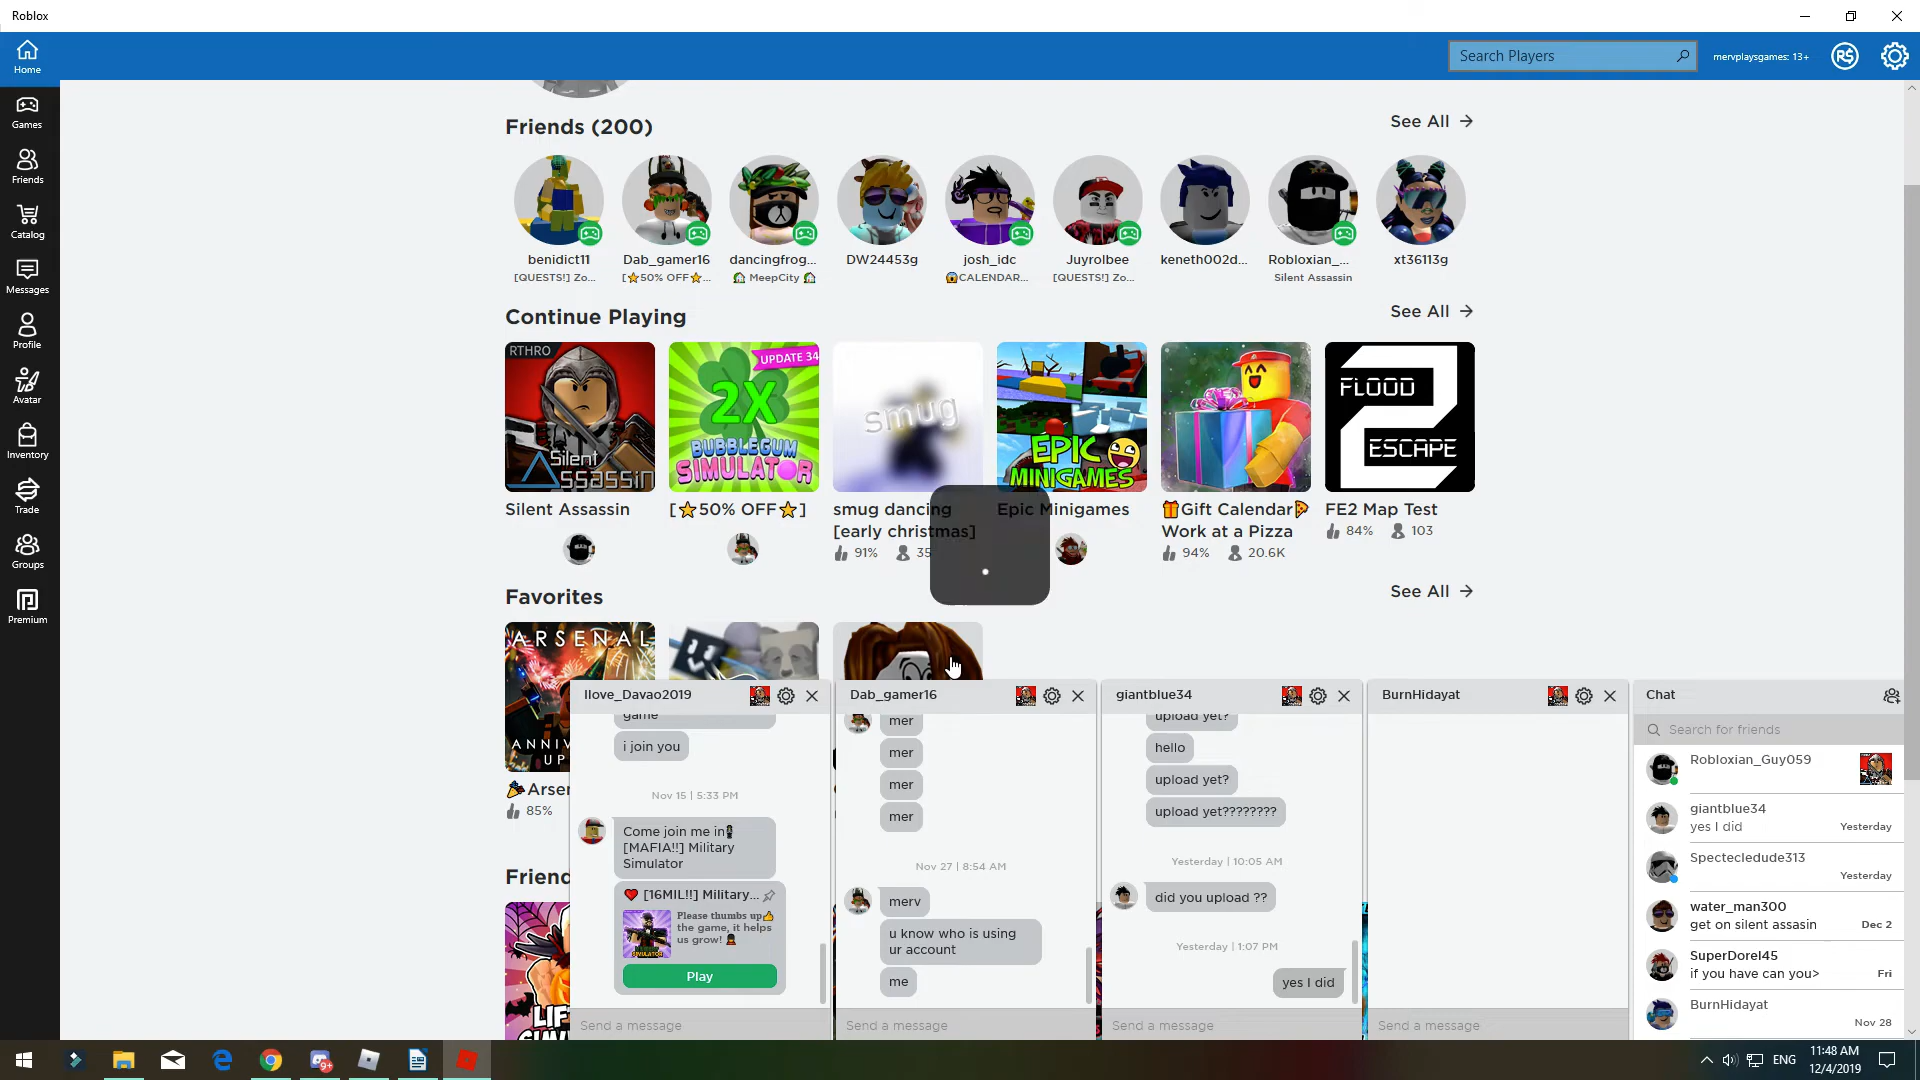 Roblox
Home
Search Players
mervplaysgames: 13+
R$
Games
Friends
Catalog
Messages
Profile
Avatar
Inventory
Trade
Groups
Premium
Friends (200)
See All
benidict11
Dab_gamer16
dancingfrog...
DW24453g
josh_idc
Juyrolbee
keneth002d...
Robloxian_...
xt36113g
[QUESTS!] Zo...
[⭐50% OFF⭐...
MeepCity
CALENDAR...
[QUESTS!] Zo...
Silent Assassin
Continue Playing
See All
RTHRO
Silent Assassin
UPDATE 34
2X
BUBBLEGUM
SIMULATOR
smug
EPIC
MINIGAMES
FLOOD
2
ESCAPE
Silent Assassin
[⭐50% OFF⭐]
smug dancing
[early christmas]
91%
35
Epic Minigames
🎁Gift Calendar🍕
Work at a Pizza
94%
20.6K
FE2 Map Test
84%
103
Favorites
See All
ARSENAL
85%
Ilove_Davao2019
game
i join you
Nov 15 | 5:33 PM
Come join me in
[MAFIA!!] Military
Simulator
❤ [16MIL!!] Military...
Please thumbs up👍
the game, it helps
us grow!
SIMULATOR
Play
Send a message
Dab_gamer16
mer
mer
mer
mer
Nov 27 | 8:54 AM
merv
u know who is using
ur account
me
Send a message
giantblue34
upload yet?
hello
upload yet?
upload yet????????
Yesterday | 10:05 AM
did you upload ??
Yesterday | 1:07 PM
yes I did
Send a message
BurnHidayat
Send a message
Chat
Search for friends
Robloxian_Guy059
giantblue34
yes I did
Yesterday
Spectecledude313
Yesterday
water_man300
get on silent assasin
Dec 2
SuperDorel45
if you have can you>
Fri
BurnHidayat
Nov 28
9+
ENG
11:48 AM
12/4/2019